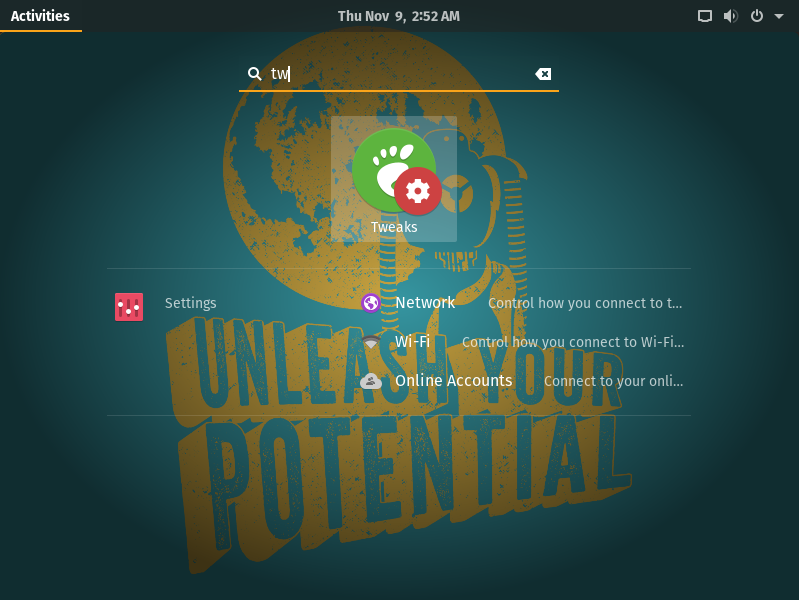 Activities
Thu Nov 9, 2:52 AM
tw
Tweaks
Settings
Network Control how you connect to t...
Wi-Fi Control how you connect to Wi-Fi...
Online Accounts Connect to your onli...
UNLEASH YOUR
POTENTIAL